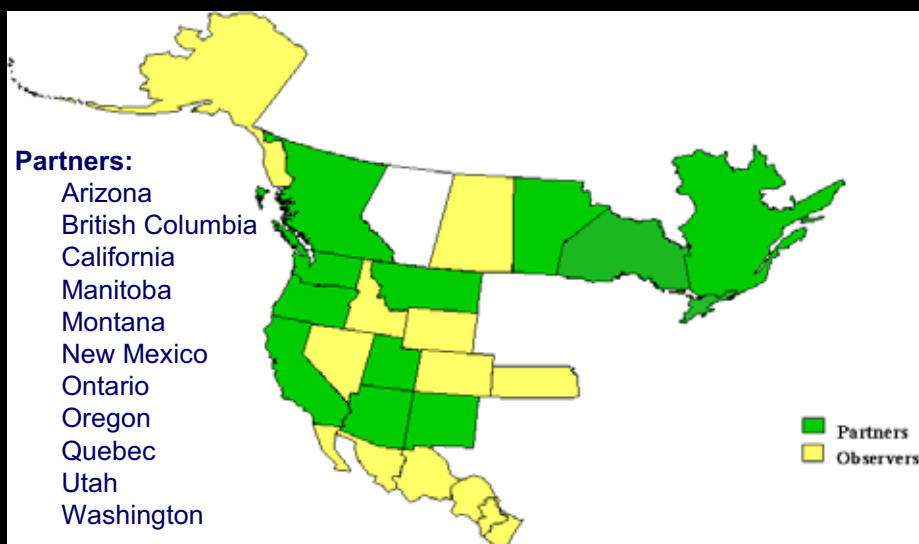 Partners:
Arizona
British Columbia
California
Manitoba
Montana
New Mexico
Ontario
Oregon
Quebec
Utah
Washington
Partners
Observers